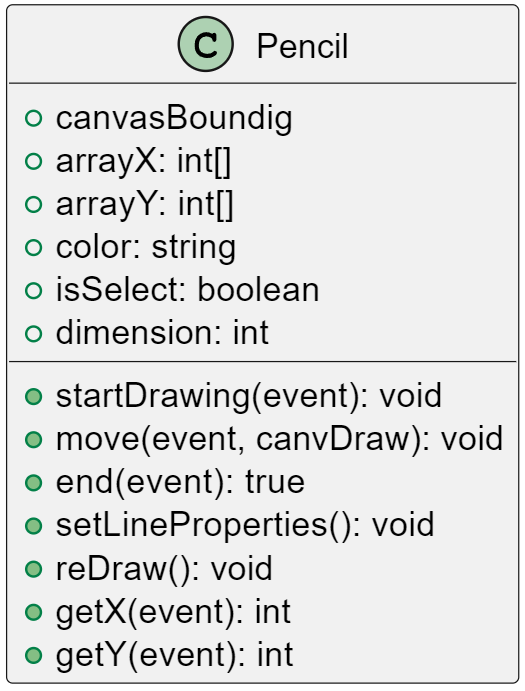 C Pencil
canvasBoundig
arrayX: int[]
arrayY: int[]
color: string
isSelect: boolean
dimension: int
startDrawing(event): void
move(event, canvDraw): void
end(event): true
setLineProperties(): void
reDraw(): void
getX(event): int
getY(event): int